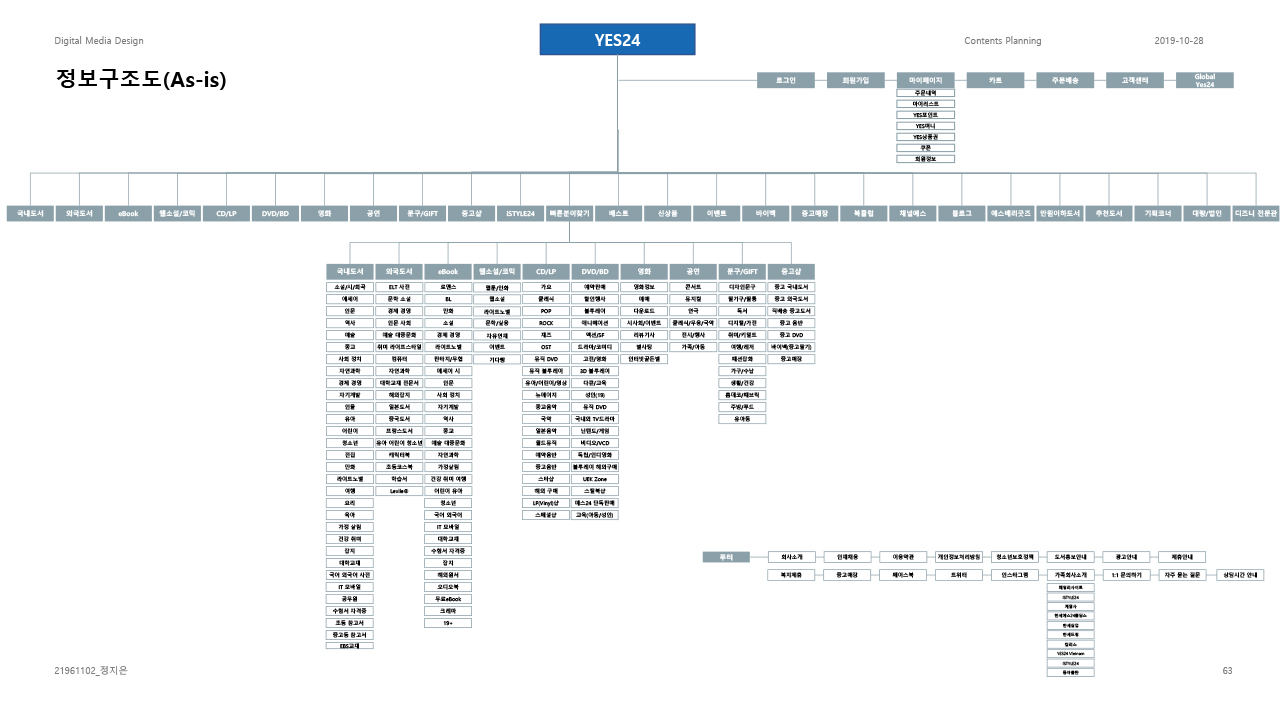 YES24
Digital Media Design
Contents Planning
2019-10-28
정보구조도(As-is)
로그인
회원가입
마이페이지
카트
주문배송
고객센터
Global
Yes24
주문내역
마이리스트
YES포인트
YES머니
YES상품권
쿠폰
회원정보
국내도서
외국도서
eBook
웹소설/코믹
CD/LP
DVD/BD
영화
공연
문구/GIFT
중고샵
iSTYLE24
빠른분야찾기
베스트
신상품
이벤트
바이백
중고매장
북클럽
채널예스
블로그
예스베리굿즈
반원이하도서
추천도서
기획코너
대량/법인
디즈니 전문관
국내도서
외국도서
eBook
웹소설/코믹
CD/LP
DVD/BD
영화
공연
문구/GIFT
중고샵
소설/시/희곡
에세이
인문
역사
예술
종교
사회 정치
자연과학
경제 경영
자기계발
인물
유아
어린이
청소년
전집
만화
라이트노벨
여행
요리
육아
가정 살림
건강 취미
잡지
대학교재
국어 외국어 사전
IT 모바일
공무원
수험서 자격증
초등 참고서
중고등 참고서
EBS교재
ELT 사전
문학 소설
경제 경영
인문 사회
예술 대중문화
취미 라이프스타일
컴퓨터
자연과학
대학교재 전문서
해외잡지
일본도서
중국도서
프랑스도서
유아 어린이 청소년
캐릭터북
초등코스북
학습서
Lexile®
로맨스
BL
만화
소설
경제 경영
라이트노벨
판타지/무협
에세이 시
인문
사회 정치
자기계발
역사
종교
예술 대중문화
자연과학
가정살림
건강 취미 여행
어린이 유아
청소년
국어 외국어
IT 모바일
대학교재
수험서 자격증
잡지
해외원서
오디오북
무료eBook
크레마
19+
웹툰/만화
웹소설
라이트노벨
문학/실용
자유연재
이벤트
기다림
가요
클래식
POP
ROCK
재즈
OST
뮤직 DVD
뮤직 블루레이
유아/어린이/영상
뉴에이지
종교음악
국악
일본음악
월드뮤직
예약음반
중고음반
스타샵
해외 구매
LP(Vinyl)샵
스페셜샵
예약판매
할인행사
블루레이
애니메이션
액션/SF
드라마/코미디
고전/영화
3D 블루레이
다큐/교육
성인(19)
뮤직 DVD
국내외 TV드라마
닌텐도/게임
비디오/VCD
독립/인디영화
블루레이 해외구매
UEK Zone
스틸북샵
예스24 단독판매
교육(아동/성인)
영화정보
예매
다운로드
시사회/이벤트
리뷰기사
별사탕
인터넷골든벨
콘서트
뮤지컬
연극
클래식/무용/국악
전시/행사
가족/아동
디자인문구
필기구/필통
독서
디지털/가전
취미/키덜트
여행/레저
패션잡화
가구/수납
생활/건강
홈데코/패브릭
주방/푸드
유아동
중고 국내도서
중고 외국도서
직배송 중고도서
중고 음반
중고 DVD
바이백(중고팔기)
중고매장
푸터
회사소개
인재채용
이용약관
개인정보처리방침
청소년보호정책
도서홍보안내
광고안내
제휴안내
복지제휴
중고매장
페이스북
트위터
인스타그램
가족회사소개
1:1 문의하기
자주 묻는 질문
상담시간 안내
패밀리사이트
iSTYLE24
계열사
한세예스24홀딩스
한세실업
한세드림
YES24 Vietnam
iSTYLE24
동아출판
21961102_정지은
63